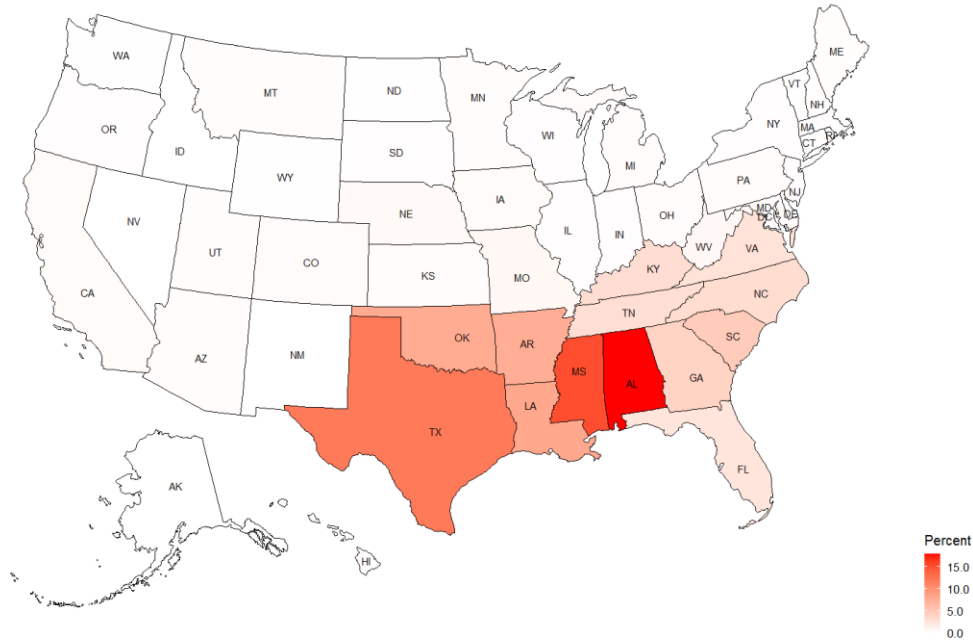 WA
MT
ND
MN
ME
VT
NH
OR
ID
SD
WI
NY
MA
CT
RI
WY
MI
PA
NJ
NE
IA
OH
MD
DE
DC
NV
UT
CO
IL
IN
WV
VA
KS
MO
KY
CA
NC
TN
AZ
NM
OK
AR
SC
MS
AL
GA
LA
TX
FL
AK
HI
Percent
15.0
10.0
5.0
0.0